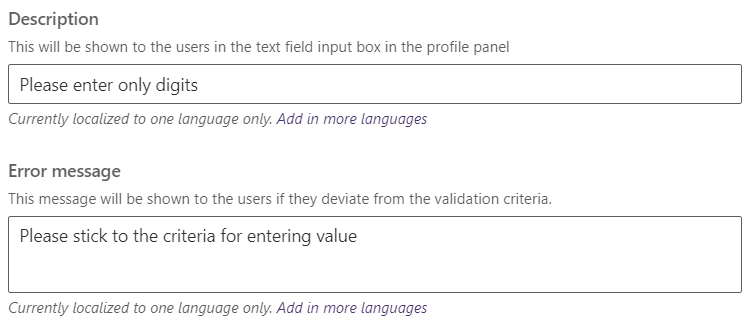 Description
This will be shown to the users in the text field input box in the profile panel
Please enter only digits
Currently localized to one language only. Add in more languages
Error message
This message will be shown to the users if they deviate from the validation criteria.
Please stick to the criteria for entering value
Currently localized to one language only. Add in more languages